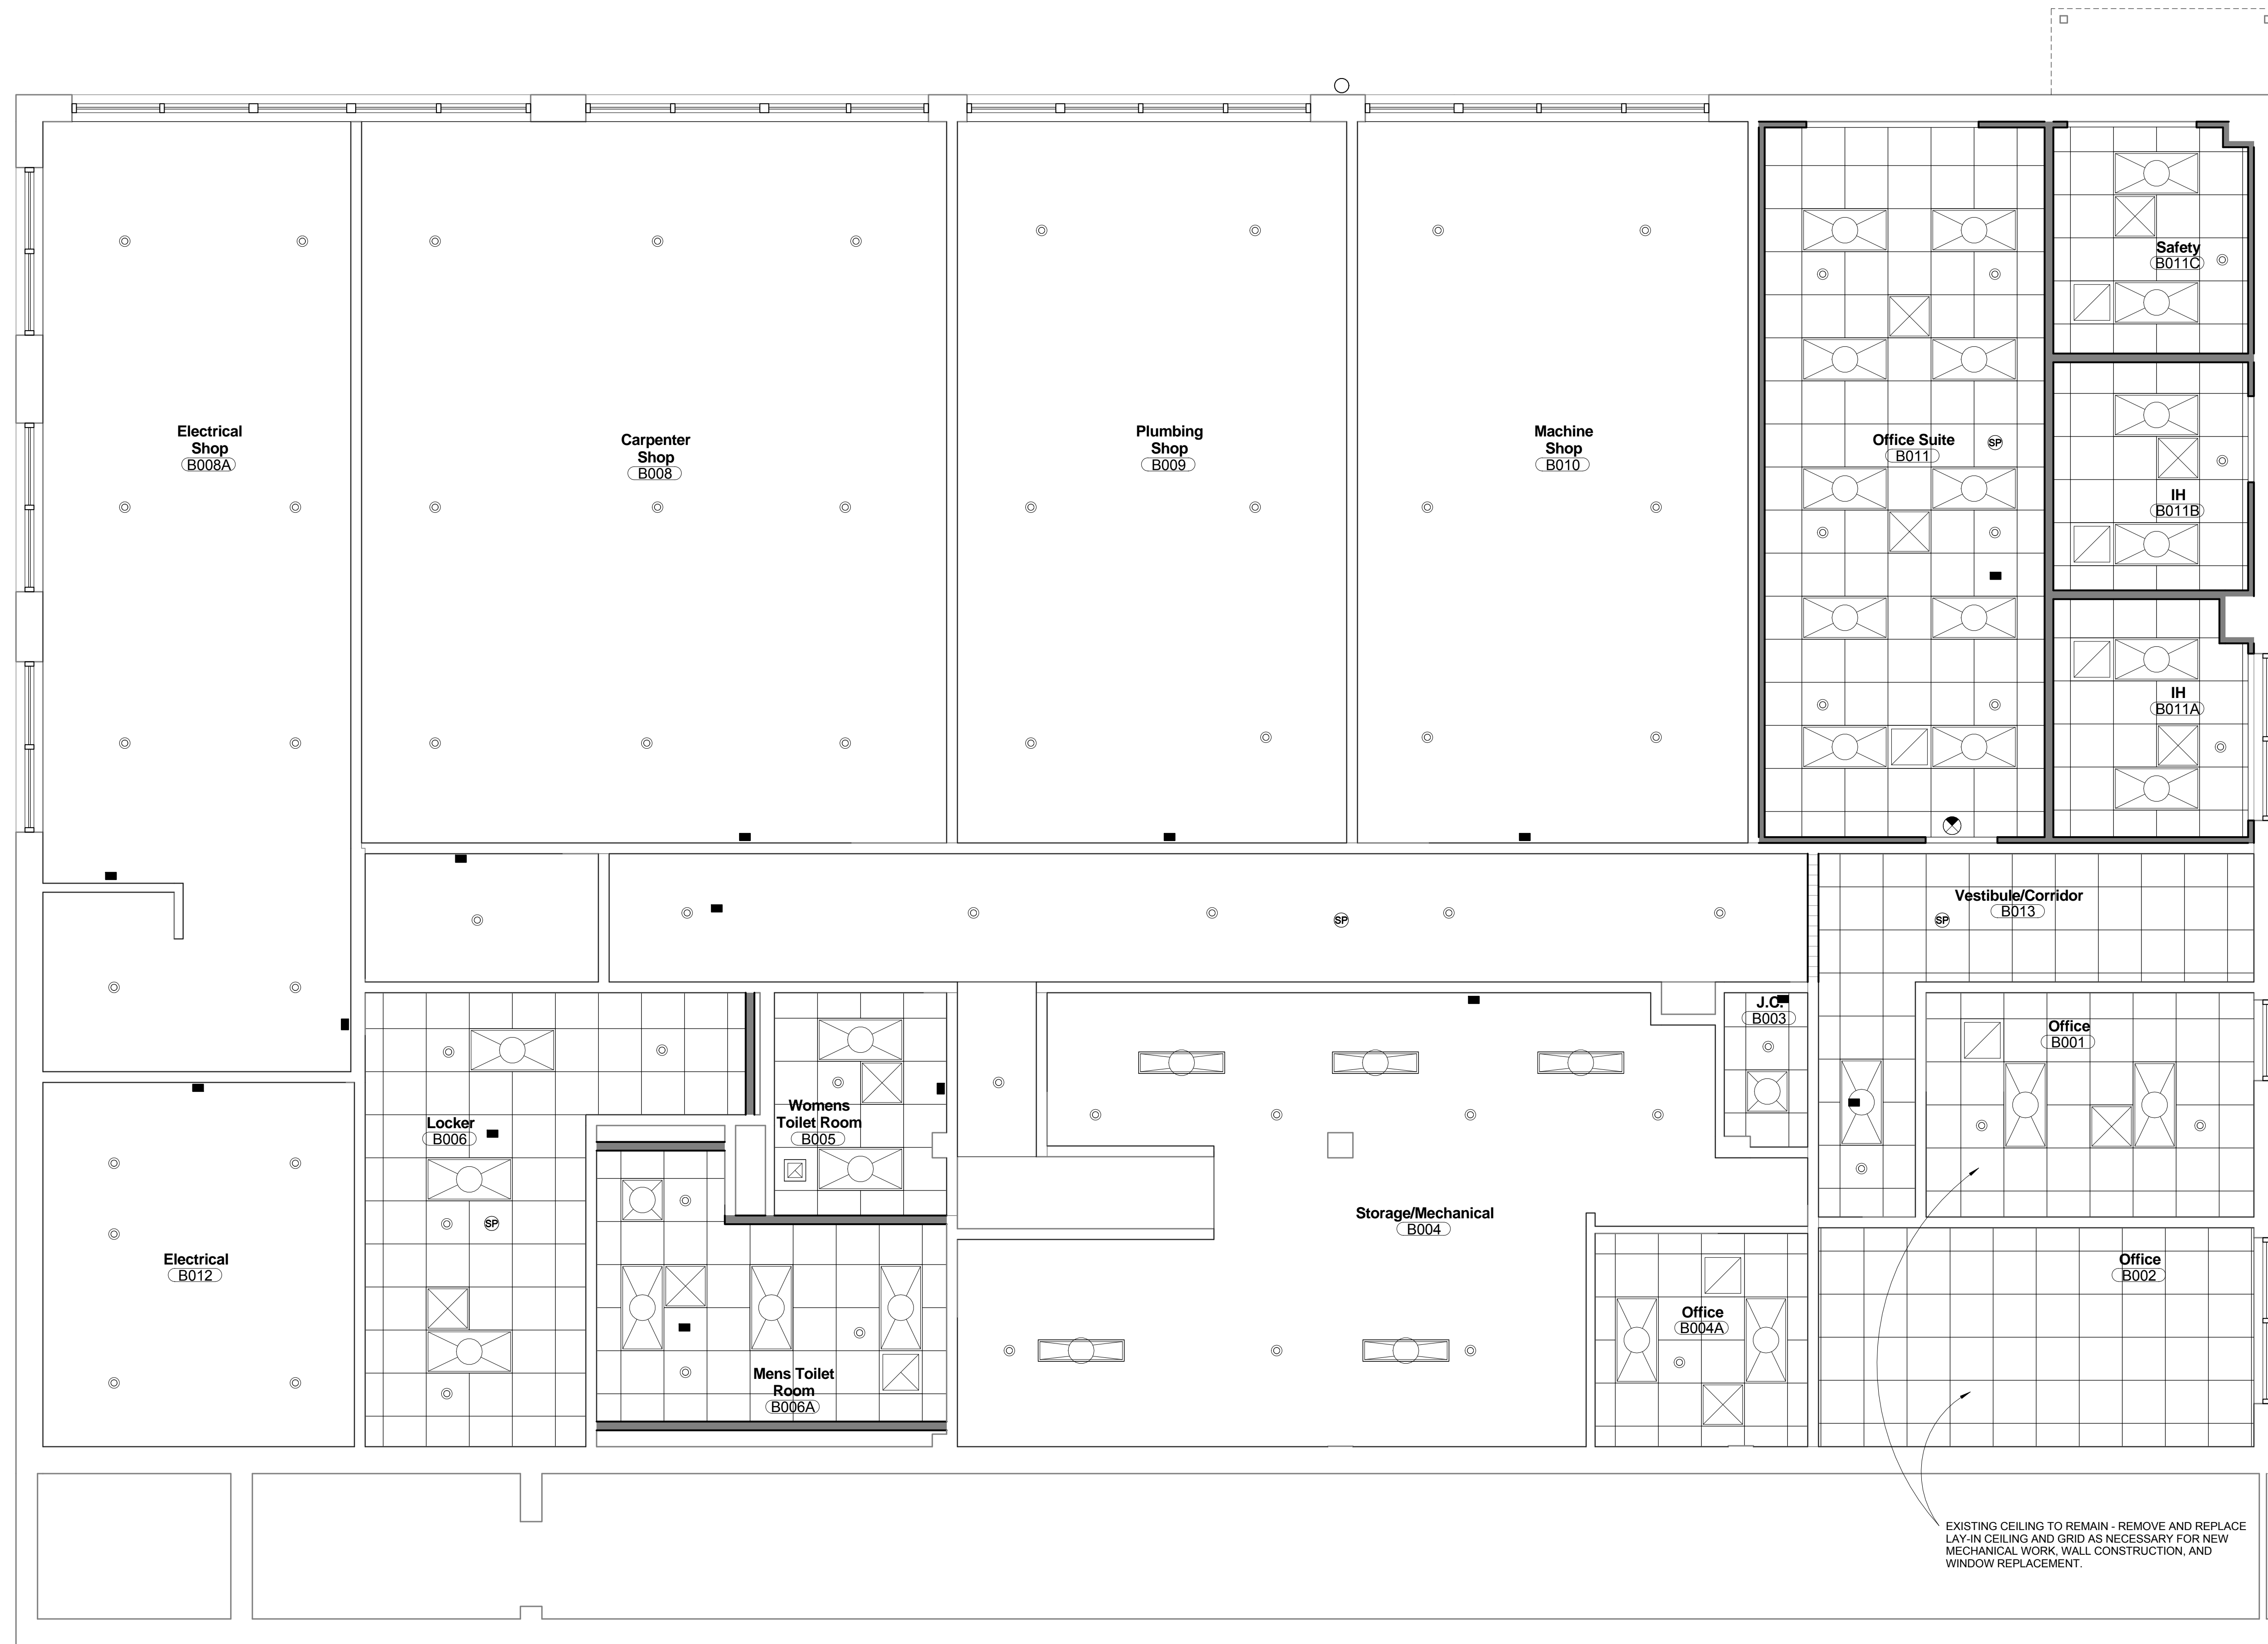 Safety
B011C
Electrical
Shop
B008A
Carpenter
Shop
B008
Plumbing
Shop
B009
Machine
Shop
B010
Office Suite
B011
SP
IH
B011B
IH
B011A
Vestibule/Corridor
B013
SP
SP
J.C.
B003
Office
B001
Locker
B006
Womens
Toilet Room
B005
SP
Storage/Mechanical
B004
Electrical
B012
Office
B002
Office
B004A
Mens Toilet
Room
B006A
EXISTING CEILING TO REMAIN - REMOVE AND REPLACE
LAY-IN CEILING AND GRID AS NECESSARY FOR NEW
MECHANICAL WORK, WALL CONSTRUCTION, AND
WINDOW REPLACEMENT.